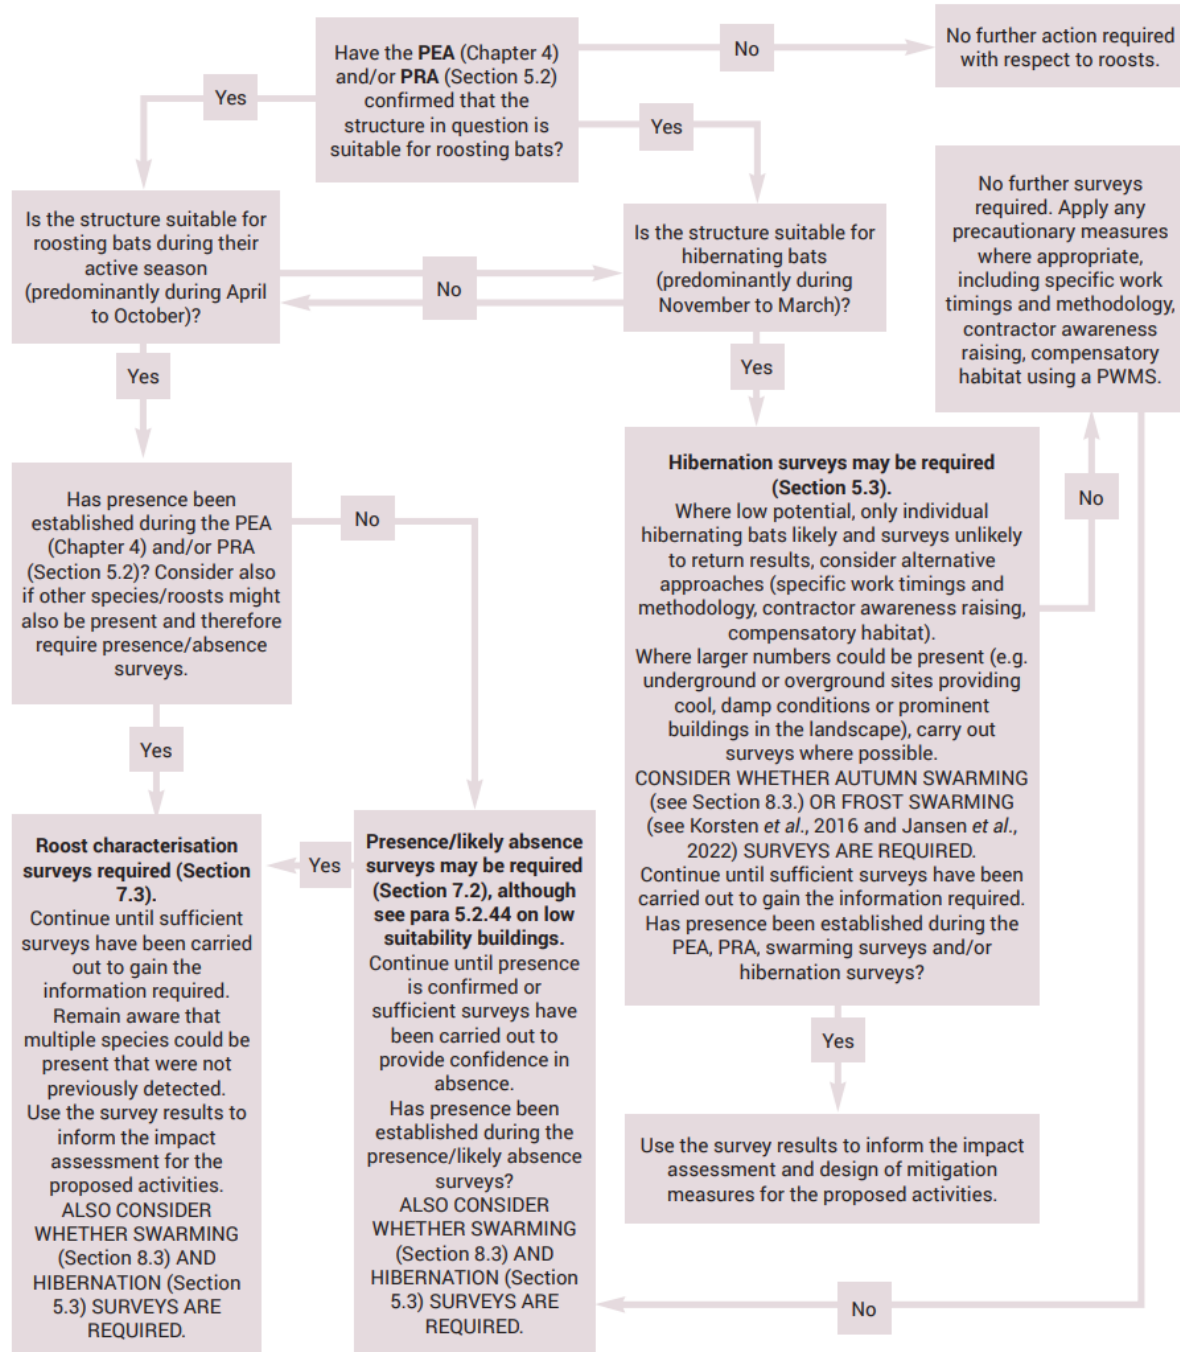 Have the PEA (Chapter 4)
and/or PRA (Section 5.2)
confirmed that the
structure in question is
suitable for roosting bats?
No
No further action required
with respect to roosts.
Yes
Yes
Is the structure suitable for
roosting bats during their
active season
(predominantly during April
to October)?
No
Is the structure suitable for
hibernating bats
(predominantly during
November to March)?
No further surveys
required. Apply any
precautionary measures
where appropriate,
including specific work
timings and methodology,
contractor awareness
raising, compensatory
habitat using a PWMS.
Yes
Yes
Has presence been
established during the PEA
(Chapter 4) and/or PRA
(Section 5.2)? Consider also
if other species/roosts might
also be present and therefore
require presence/absence
surveys.
No
Hibernation surveys may be required
(Section 5.3).
Where low potential, only individual
hibernating bats likely and surveys unlikely
to return results, consider alternative
approaches (specific work timings and
methodology, contractor awareness raising,
compensatory habitat).
Where larger numbers could be present (e.g.
underground or overground sites providing
cool, damp conditions or prominent
buildings in the landscape), carry out
surveys where possible.
CONSIDER WHETHER AUTUMN SWARMING
(see Section 8.3.) OR FROST SWARMING
(see Korsten et al., 2016 and Jansen et al.,
2022) SURVEYS ARE REQUIRED.
Continue until sufficient surveys have been
carried out to gain the information required.
Has presence been established during the
PEA, PRA, swarming surveys and/or
hibernation surveys?
No
Yes
Roost characterisation
surveys required (Section
7.3).
Continue until sufficient
surveys have been carried
out to gain the
information required.
Remain aware that
multiple species could be
present that were not
previously detected.
Use the survey results to
inform the impact
assessment for the
proposed activities.
ALSO CONSIDER
WHETHER SWARMING
(Section 8.3) AND
HIBERNATION (Section
5.3) SURVEYS ARE
REQUIRED.
Yes
Presence/likely absence
surveys may be required
(Section 7.2), although
see para 5.2.44 on low
suitability buildings.
Continue until presence
is confirmed or
sufficient surveys have
been carried out to
provide confidence in
absence.
Has presence been
established during the
presence/likely absence
surveys?
ALSO CONSIDER
WHETHER SWARMING
(Section 8.3) AND
HIBERNATION (Section
5.3) SURVEYS ARE
REQUIRED.
Yes
Use the survey results to inform the impact
assessment and design of mitigation
measures for the proposed activities.
No